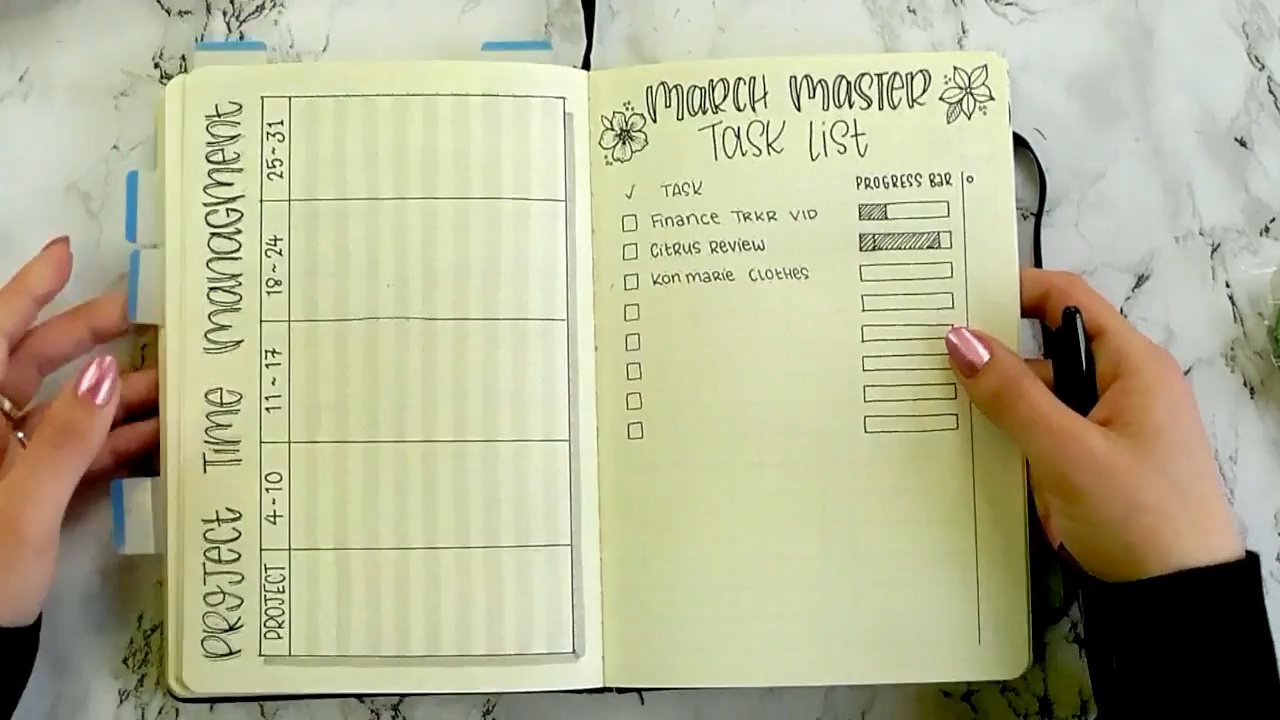 PROJECT TIME MANAGMENT
PROJECT 4-10 11-17 18-24 25-31
MARCH MASTER
TASK LIST
✓ TASK PROGRESS BAR
FINANCE TRKR VID
CITRUS REVIEW
KON MARIE CLOTHES